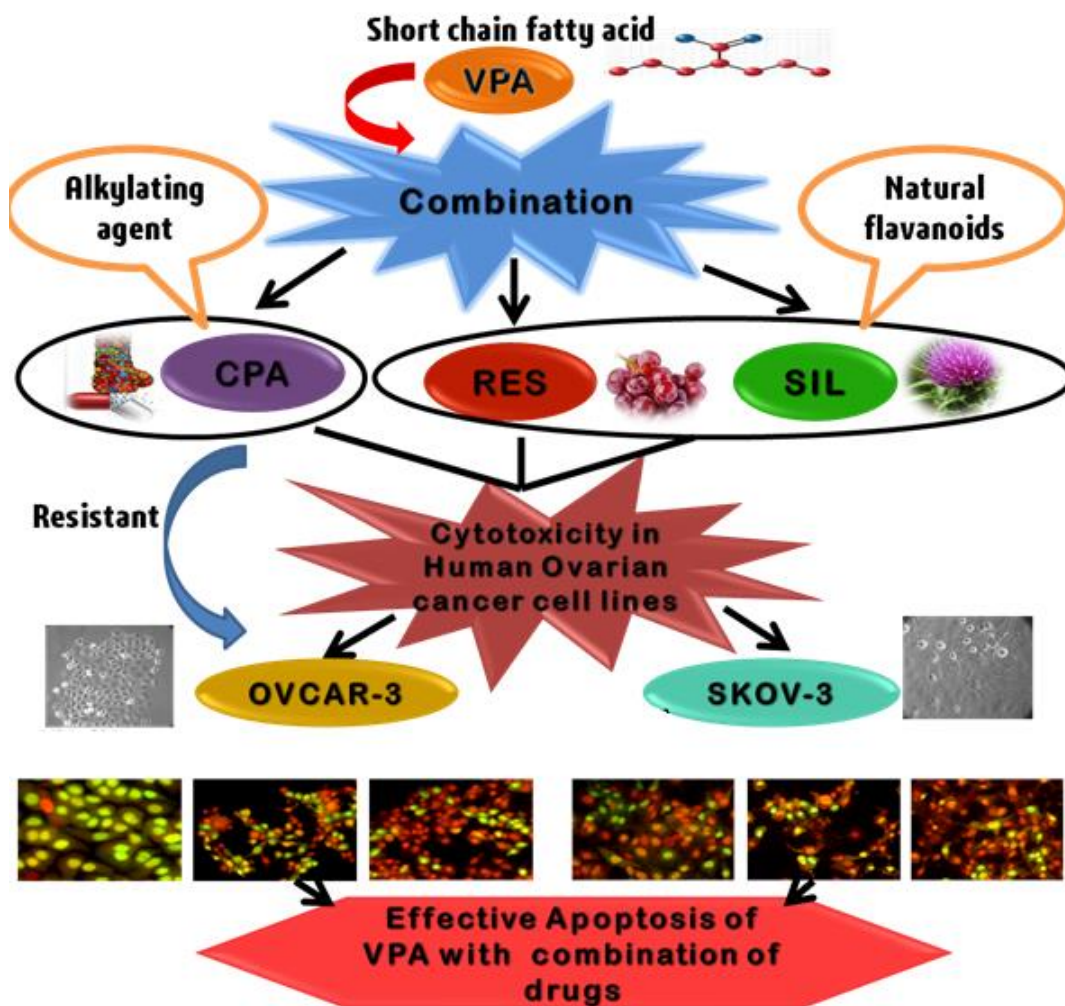 Short chain fatty acid
VPA
Combination
Alkylating
agent
Natural
flavanoids
CPA
RES
SIL
Resistant
Cytotoxicity in
Human Ovarian
cancer cell lines
OVCAR-3
SKOV-3
Effective Apoptosis of
VPA with combination of
drugs